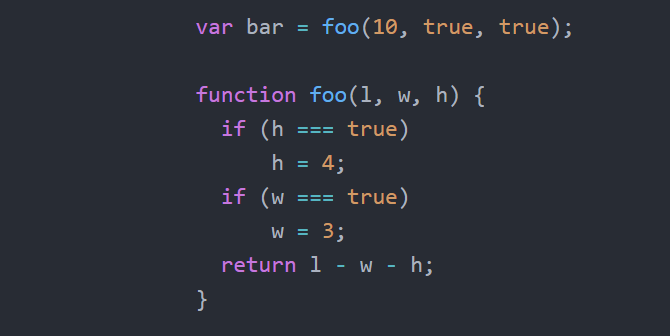 var bar = foo(10, true, true);
function foo(l, w, h) {
if (h === true)
h = 4;
if (w === true)
w = 3;
return l - w - h;
}